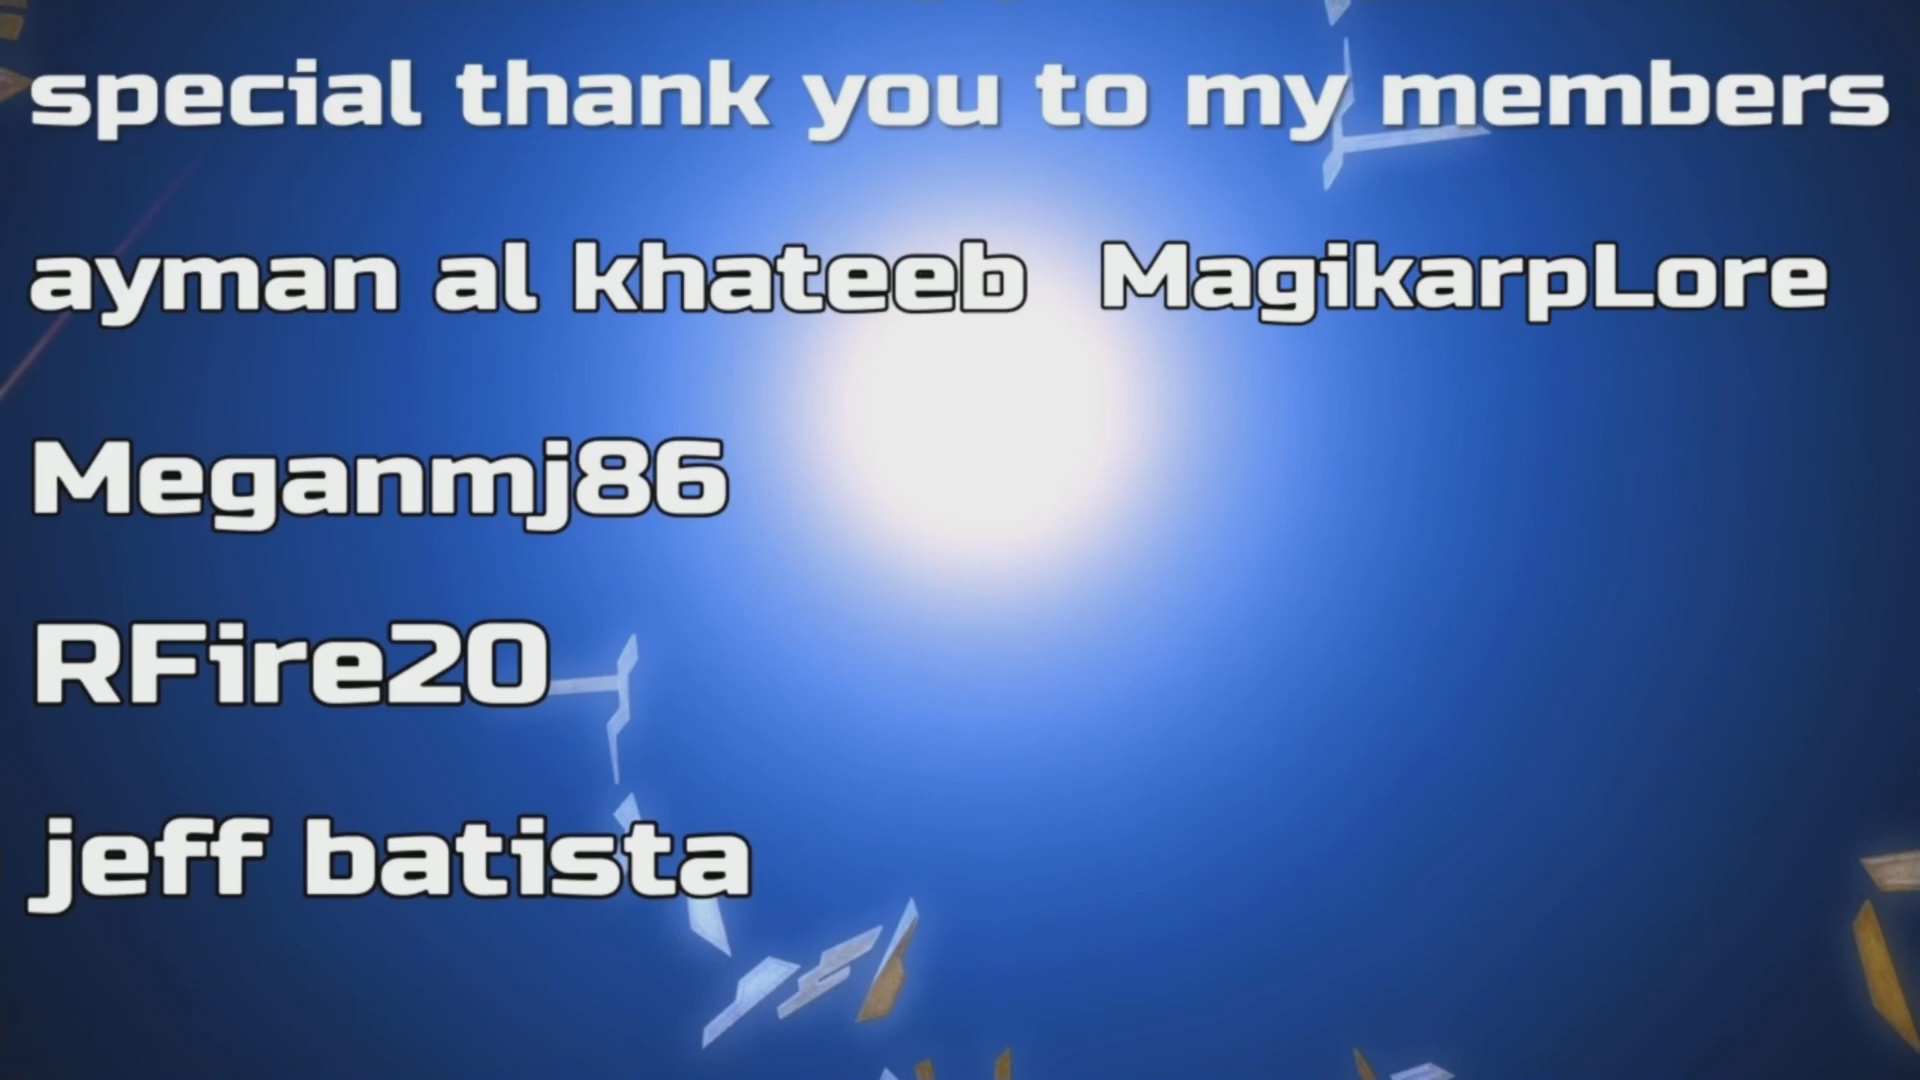 special thank you to my members
ayman al khateeb MagikarpLore
Meganmj86
RFire20
jeff batista